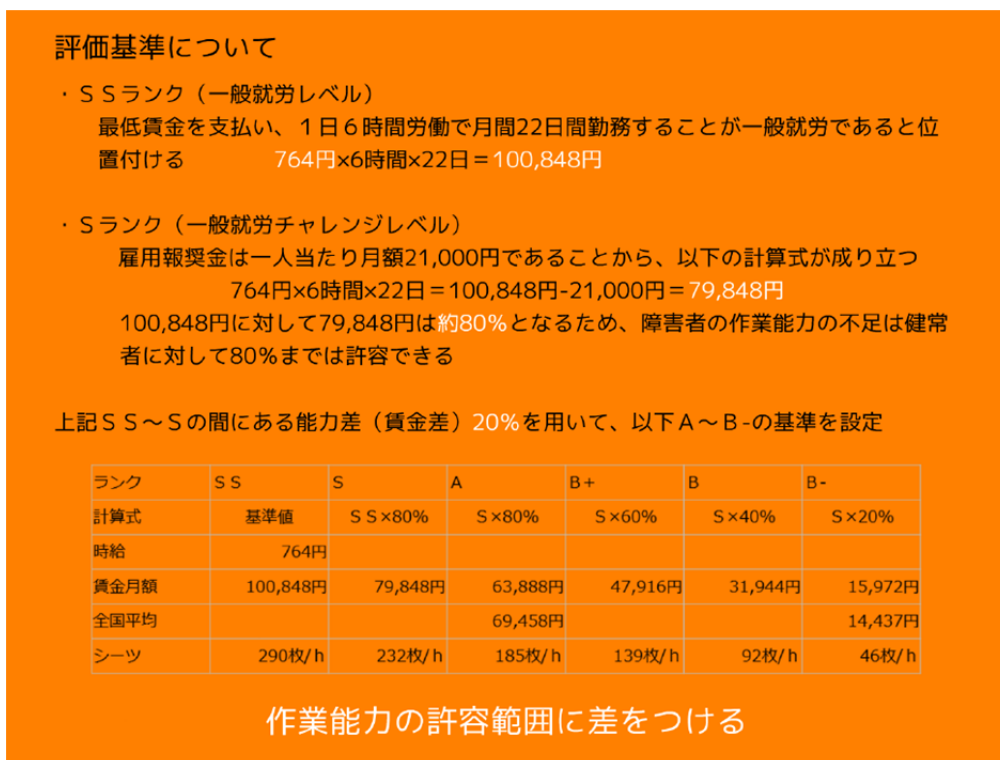 評価基準について
・ＳＳランク（一般就労レベル）
最低賃金を支払い、１日６時間労働で月間22日間勤務することが一般就労であると位
置付ける 764円×6時間×22日＝100,848円
・Ｓランク（一般就労チャレンジレベル）
雇用報奨金は一人当たり月額21,000円であることから、以下の計算式が成り立つ
764円×6時間×22日＝100,848円-21,000円＝79,848円
100,848円に対して79,848円は約80％となるため、障害者の作業能力の不足は健常
者に対して80％までは許容できる
上記ＳＳ～Ｓの間にある能力差（賃金差）20％を用いて、以下Ａ～Ｂ-の基準を設定
ランク ＳＳ S A B+ B B-
計算式 基準値 ＳＳ×80% S×80% S×60% S×40% S×20%
時給 764円
賃金月額 100,848円 79,848円 63,888円 47,916円 31,944円 15,972円
全国平均 69,458円 14,437円
シーツ 290枚/h 232枚/h 185枚/h 139枚/h 92枚/h 46枚/h
作業能力の許容範囲に差をつける